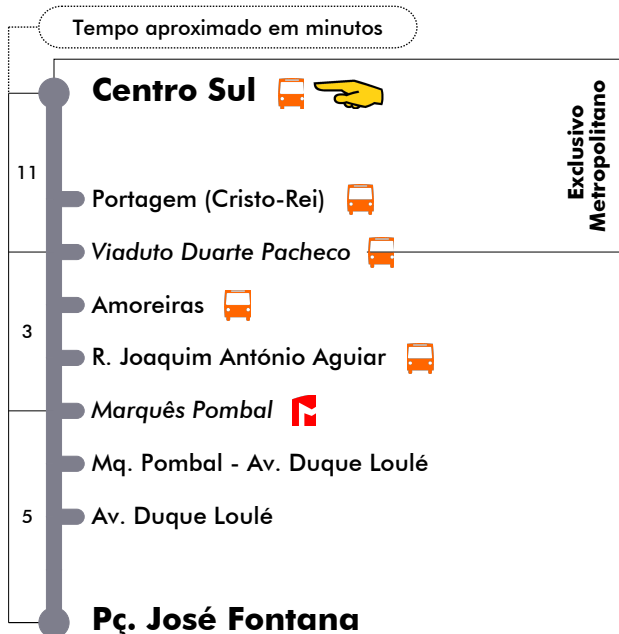 Tempo aproximado em minutos
Centro Sul
Exclusivo
Metropolitano
11
Portagem (Cristo-Rei)
Viaduto Duarte Pacheco
Amoreiras
3
R. Joaquim António Aguiar
Marquês Pombal
Mq. Pombal - Av. Duque Loulé
5
Av. Duque Loulé
Pç. José Fontana